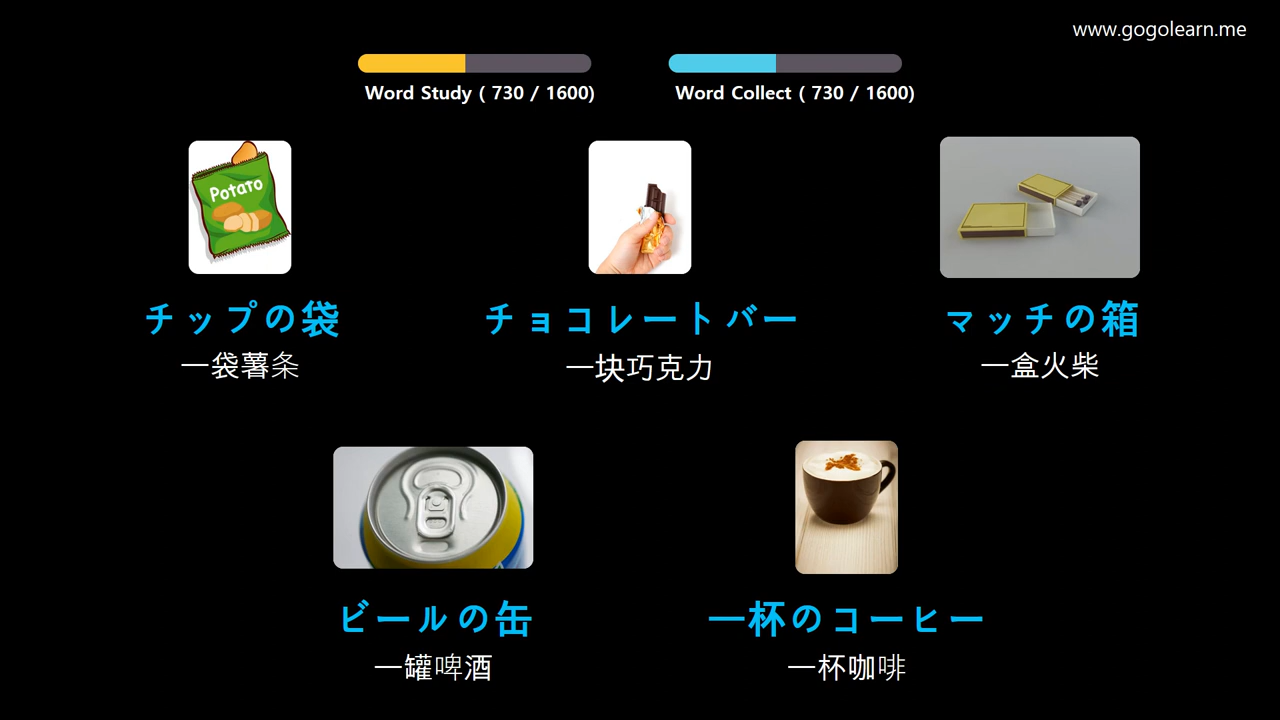 www.gogolearn.me
Word Study ( 730 / 1600)
Word Collect ( 730 / 1600)
Potato
チップの袋
チョコレートバー
マッチの箱
一袋薯条
一块巧克力
一盒火柴
ビールの缶
一杯のコーヒー
一罐啤酒
一杯咖啡